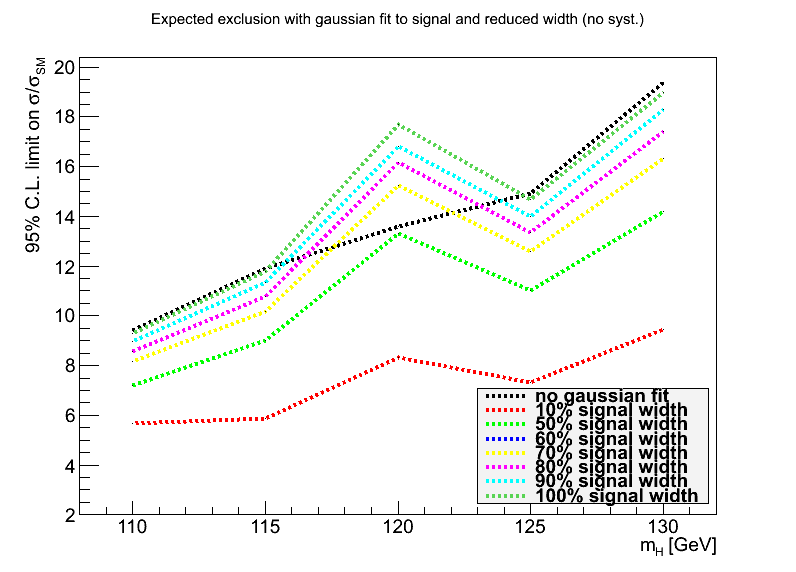 Expected exclusion with gaussian fit to signal and reduced width (no syst.)
95% C.L. limit on σ/σSM
20
18
16
14
12
10
8
6
4
2
110 115 120 125 130
mH [GeV]
no gaussian fit
10% signal width
50% signal width
60% signal width
70% signal width
80% signal width
90% signal width
100% signal width